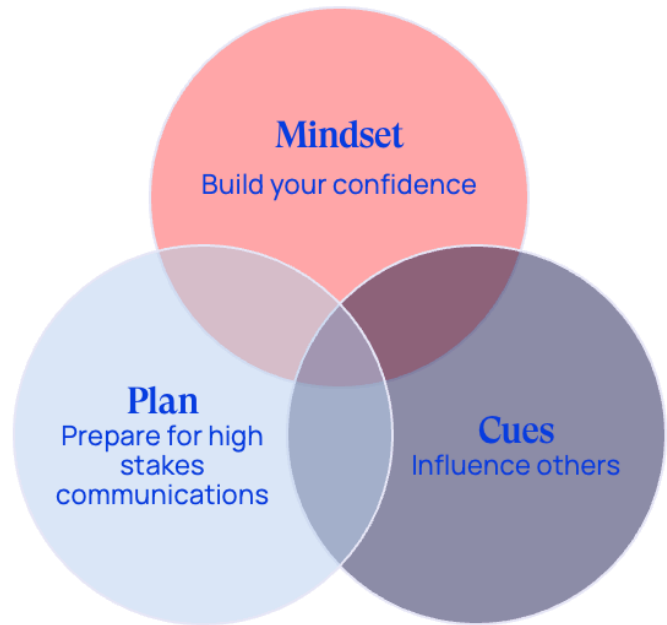 Mindset
Build your confidence
Plan
Prepare for high
stakes
communications
Cues
Influence others